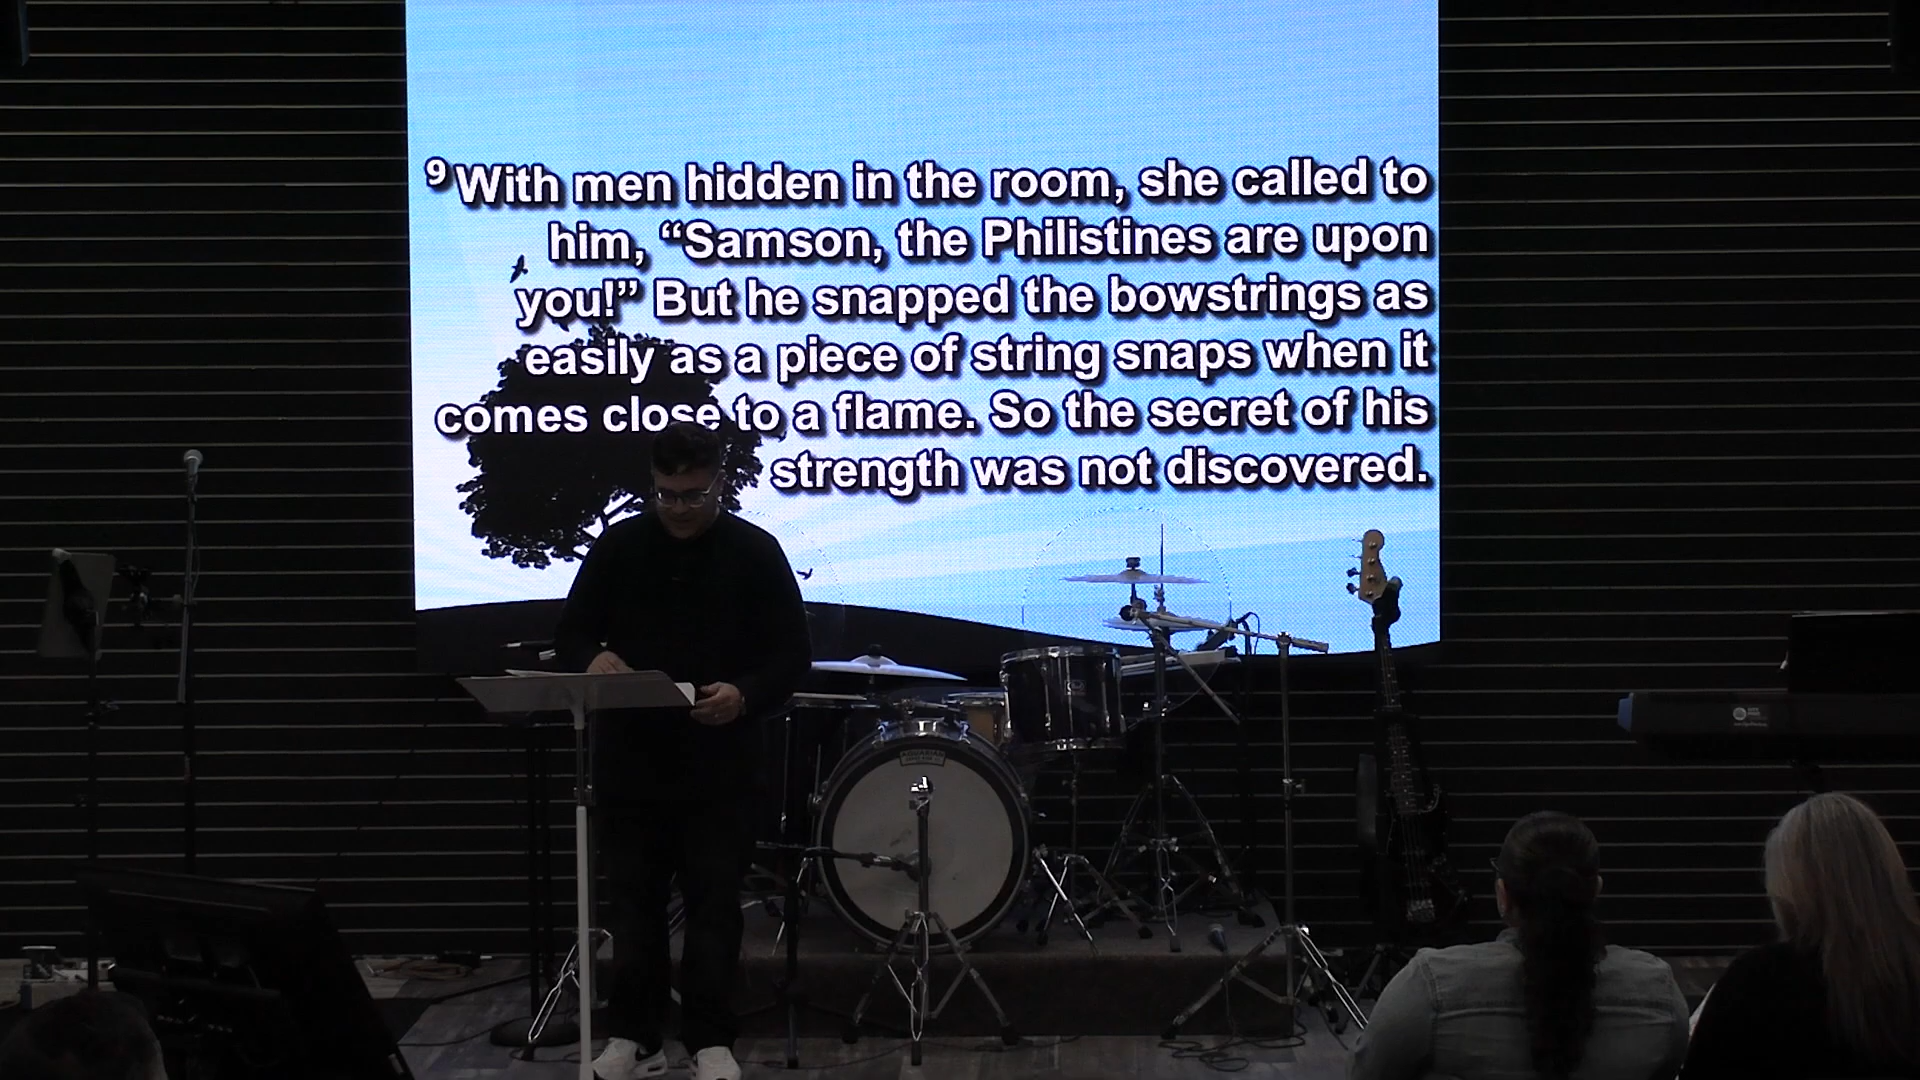 9 With men hidden in the room, she called to
him, “Samson, the Philistines are upon
you!” But he snapped the bowstrings as
easily as a piece of string snaps when it
comes close to a flame. So the secret of his
strength was not discovered.